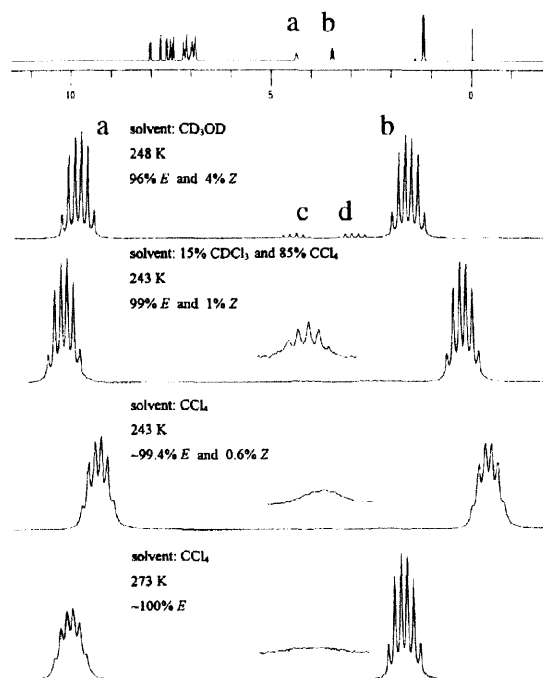 a b
10 5 0
a b
solvent: CD₃OD
248 K
96% E and 4% Z
c d
solvent: 15% CDCl₃ and 85% CCl₄
243 K
99% E and 1% Z
solvent: CCl₄
243 K
~99.4% E and 0.6% Z
solvent: CCl₄
273 K
~100% E